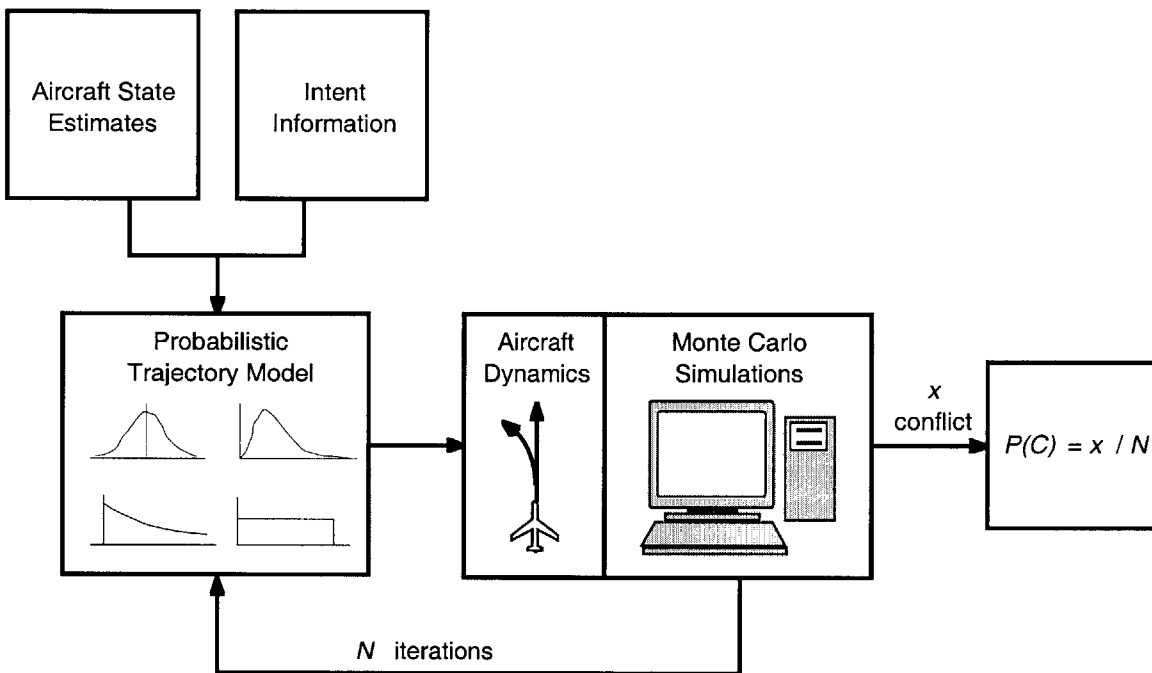 Aircraft State
Estimates
Intent
Information
Probabilistic
Trajectory Model
Aircraft
Dynamics
Monte Carlo
Simulations
x
conflict
P(C) = x / N
N iterations